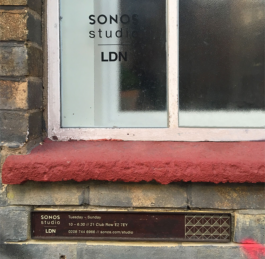 SONOS
studio
LDN
SONOS
studio
LDN
Tuesday - Sunday
21 Club Row E2 7EY
// sonos.com/studio